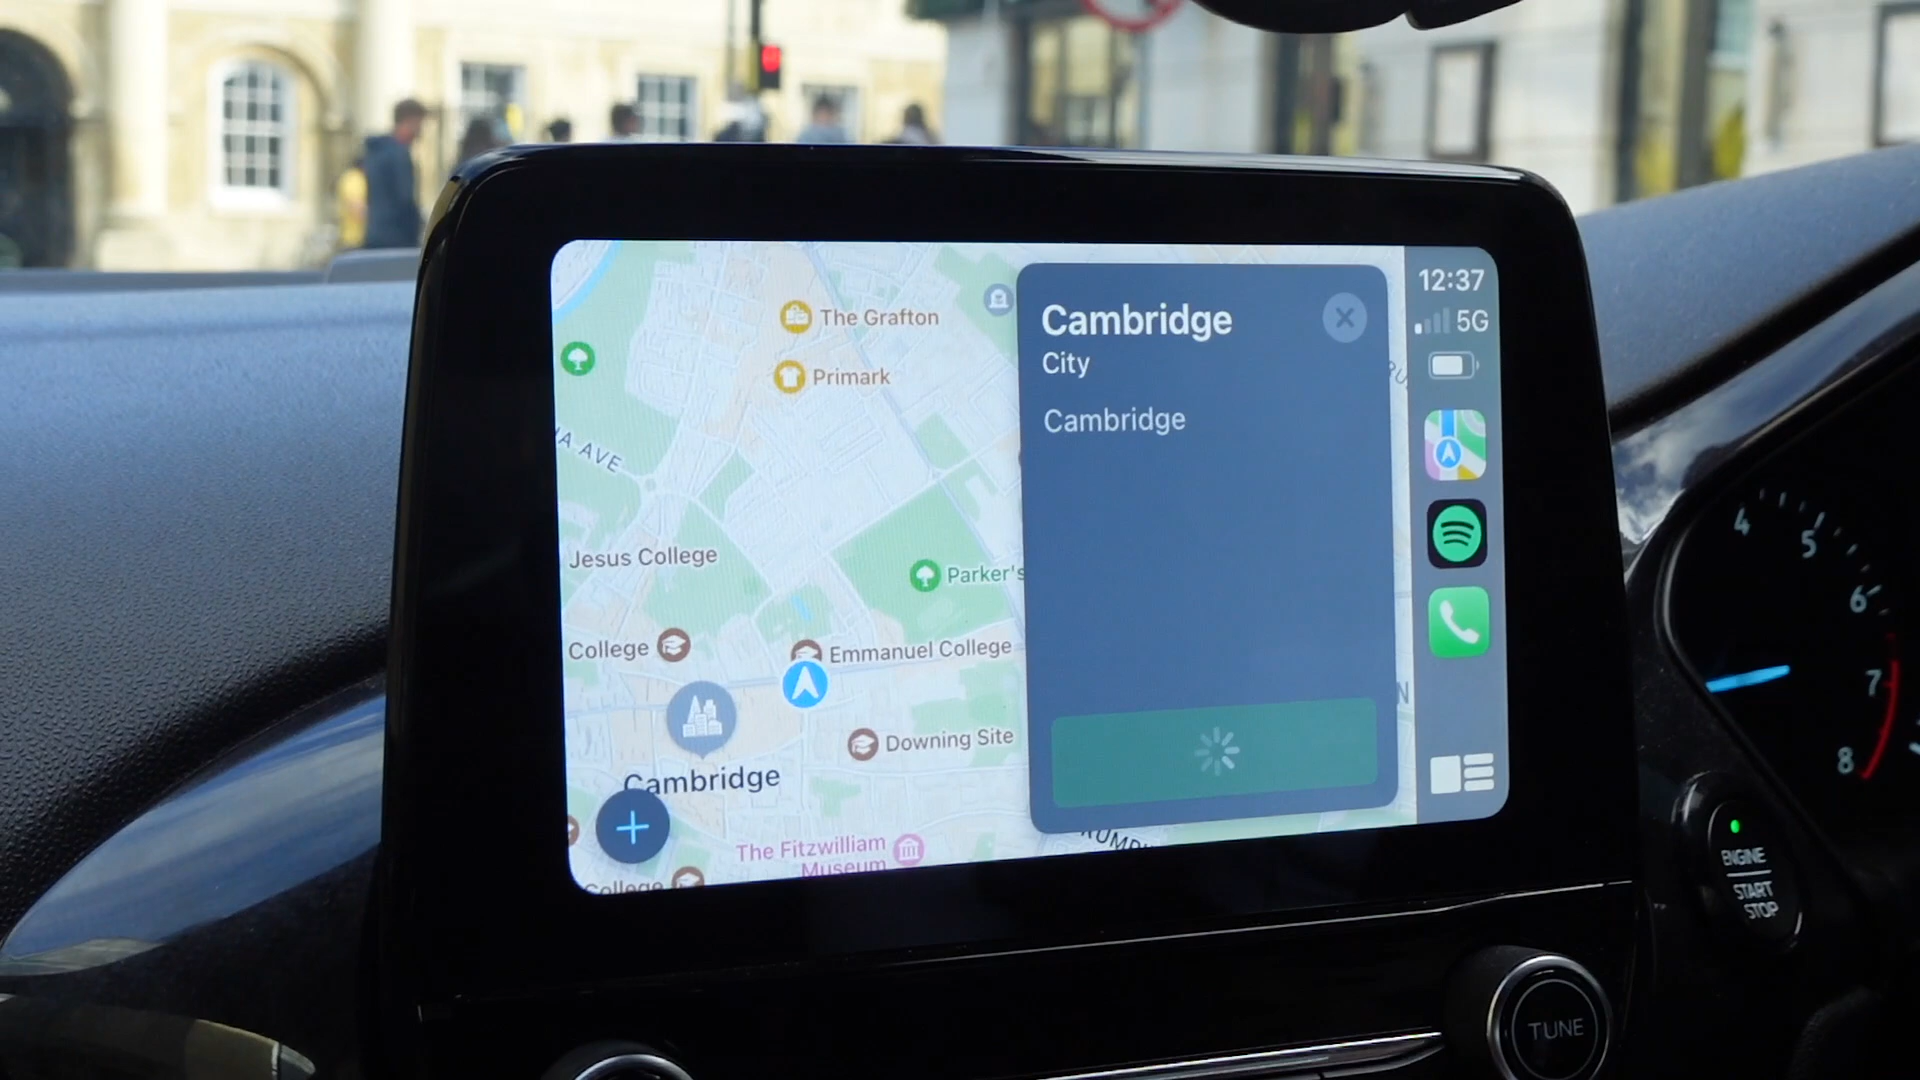 12:37
5G
Cambridge
City
Cambridge
The Grafton
Primark
A AVE
Jesus College
Parker's
College
Emmanuel College
Downing Site
Cambridge
The Fitzwilliam
Museum
College
4
5
6
7
8
ENGINE
START
STOP
TUNE